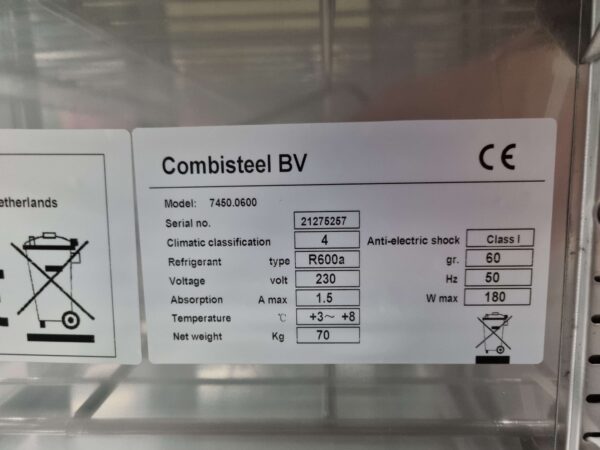 etherlands
Combisteel BV CE
Model: 7450.0600
Serial no. 21275257
Climatic classification 4 Anti-electric shock Class I
Refrigerant type R600a gr. 60
Voltage volt 230 Hz 50
Absorption A max 1.5 W max 180
Temperature ℃ +3～ +8
Net weight Kg 70